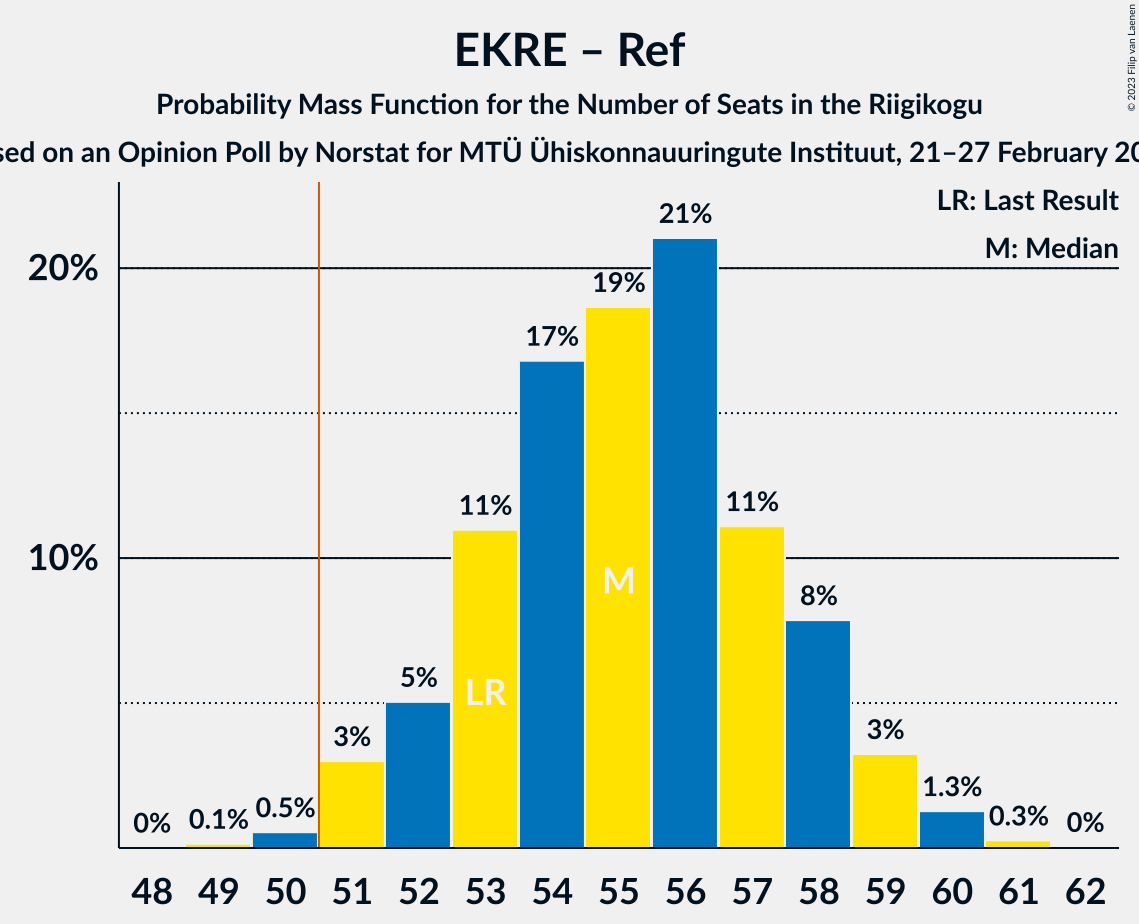 EKRE – Ref
Probability Mass Function for the Number of Seats in the Riigikogu
on an Opinion Poll by Norstat for MTÜ Ühiskonnauuringute Instituut, 21–27 February
© 2023 Filip van Laenen
LR: Last Result
M: Median
20%
10%
0%
0.1%
0.5%
3%
5%
11%
17%
19%
21%
11%
8%
3%
1.3%
0.3%
0%
LR
M
48 49 50 51 52 53 54 55 56 57 58 59 60 61 62